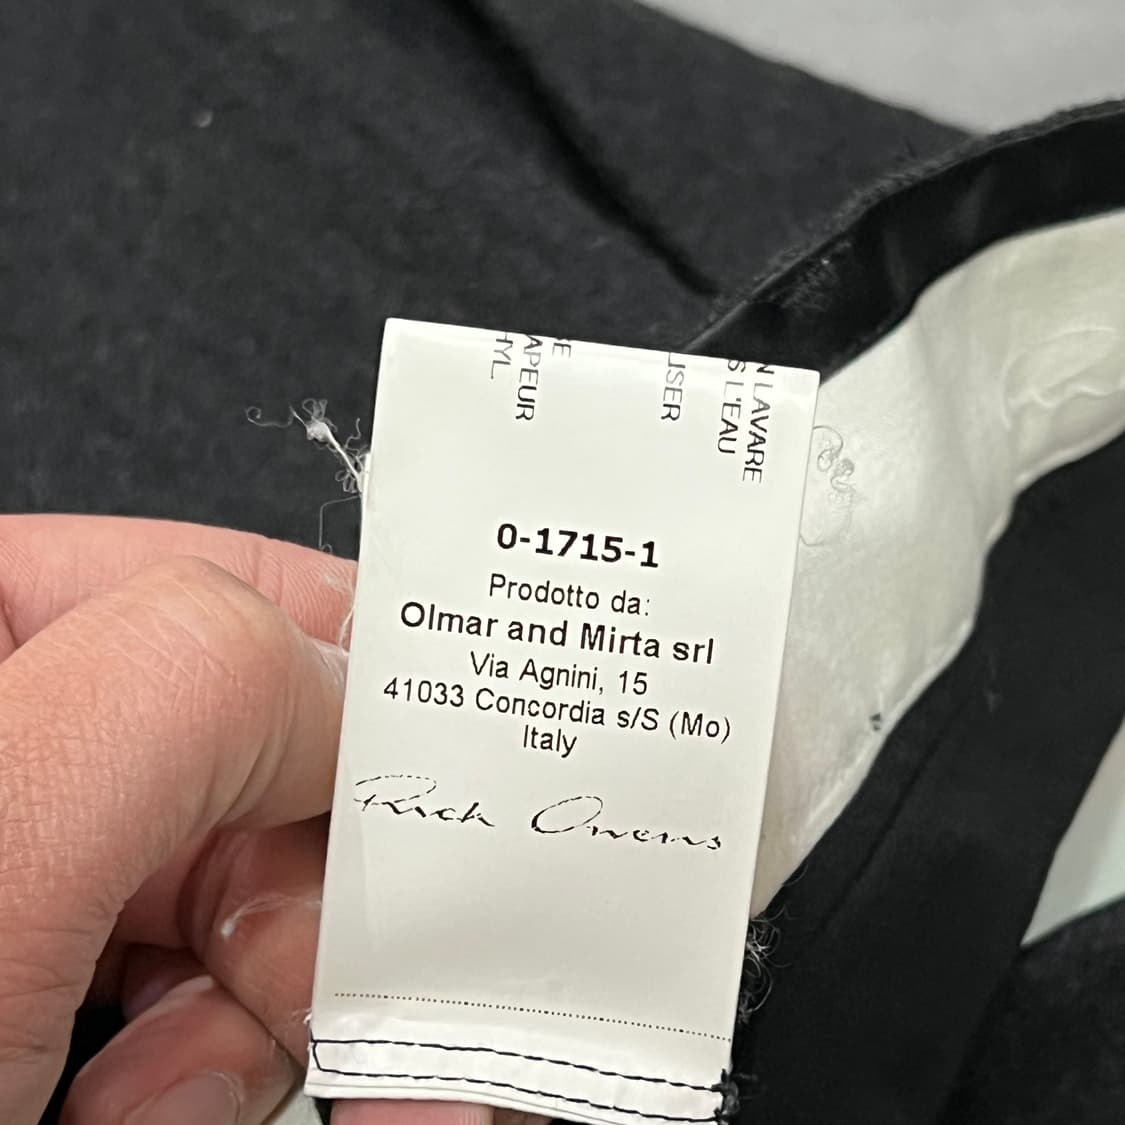 N LAVARE
S L'EAU
APEUR
HYL.
0-1715-1
Prodotto da:
Olmar and Mirta srl
Via Agnini, 15
41033 Concordia s/S (Mo)
Italy
Rick Owens